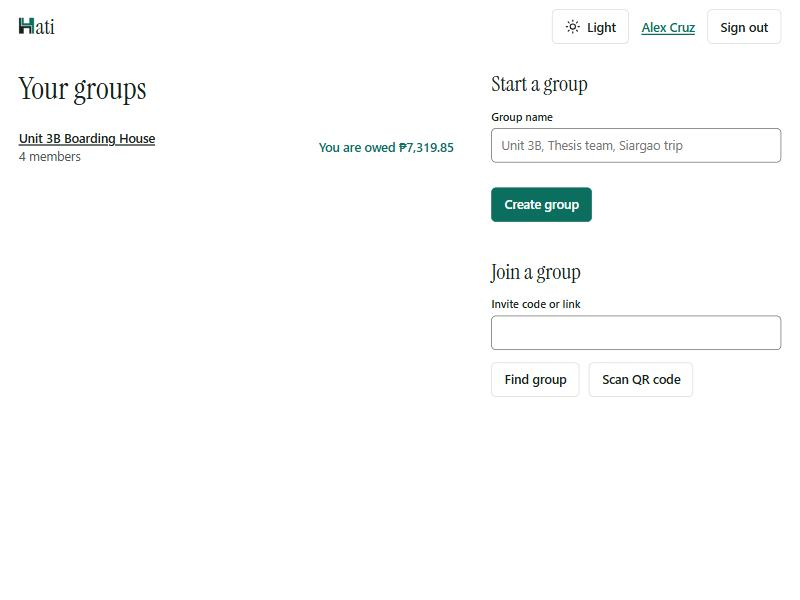 Hati
Light
Alex Cruz
Sign out
Your groups
Unit 3B Boarding House
4 members
You are owed ₱7,319.85
Start a group
Group name
Unit 3B, Thesis team, Siargao trip
Create group
Join a group
Invite code or link
Find group
Scan QR code